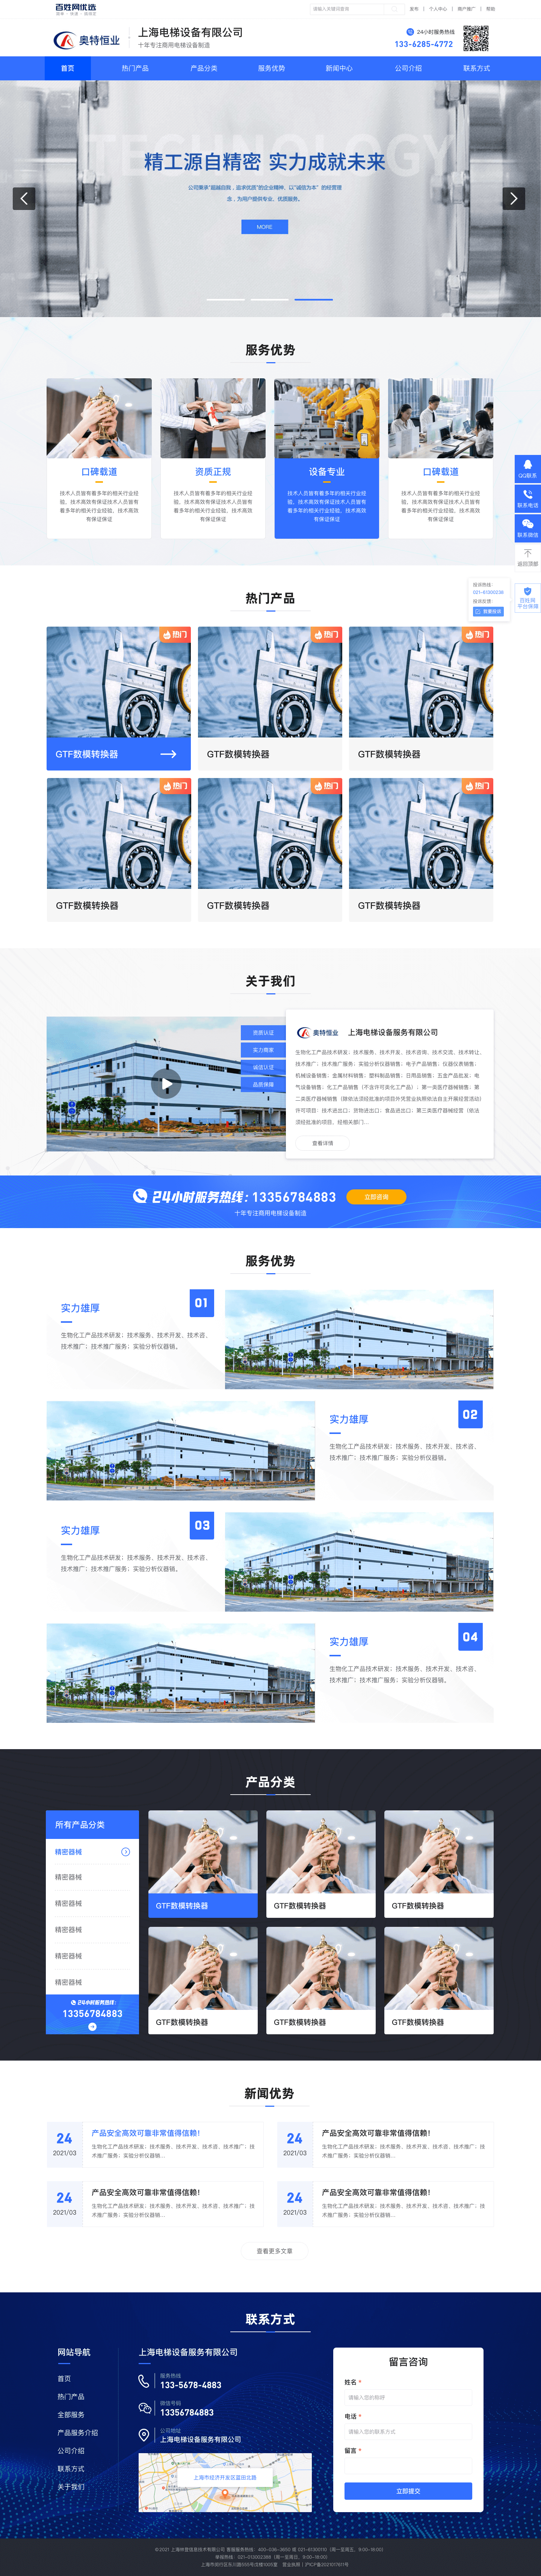 百姓网优选
请输入关键词查询
发布 | 个人中心 | 商户推广 | 帮助
奥特恒业
上海电梯设备有限公司
十年专注商用电梯设备制造
24小时服务热线
133-6285-4772
首页 热门产品 产品分类 服务优势 新闻中心 公司介绍 联系方式
TECHNOLOGY
精工源自精密 实力成就未来
公司秉承"超越自我，追求优质"的企业精神，以"诚信为本"的经营理
念，为用户提供专业、优质服务。
MORE
服务优势
口碑载道
技术人员皆有着多年的相关行业经
验，技术高效有保证技术人员皆有
着多年的相关行业经验，技术高效
有保证保证
资质正规
技术人员皆有着多年的相关行业经
验，技术高效有保证技术人员皆有
着多年的相关行业经验，技术高效
有保证保证
设备专业
技术人员皆有着多年的相关行业经
验，技术高效有保证技术人员皆有
着多年的相关行业经验，技术高效
有保证保证
口碑载道
技术人员皆有着多年的相关行业经
验，技术高效有保证技术人员皆有
着多年的相关行业经验，技术高效
有保证保证
QQ联系
联系电话
联系微信
返回顶部
百姓网
平台保障
投诉热线：
021-61300236
投诉反馈：
我要投诉
热门产品
热门
GTF数模转换器
热门
GTF数模转换器
热门
GTF数模转换器
热门
GTF数模转换器
热门
GTF数模转换器
热门
GTF数模转换器
关于我们
资质认证
实力商家
诚信认证
品质保障
奥特恒业
上海电梯设备服务有限公司
生物化工产品技术研发；技术服务、技术开发、技术咨询、技术交流、技术转让、
技术推广；技术推广服务；实验分析仪器销售；电子产品销售；仪器仪表销售；
机械设备销售；金属材料销售；塑料制品销售；日用品销售；五金产品批发；电
气设备销售；化工产品销售（不含许可类化工产品）；第一类医疗器械销售；第
二类医疗器械销售（除依法须经批准的项目外凭营业执照依法自主开展经营活动）
许可项目：技术进出口；货物进出口；食品进出口；第三类医疗器械经营（依法
须经批准的项目，经相关部门...
查看详情
24小时服务热线：13356784883
立即咨询
十年专注商用电梯设备制造
服务优势
实力雄厚
01
生物化工产品技术研发；技术服务、技术开发、技术咨、
技术推广；技术推广服务；实验分析仪器销。
实力雄厚
02
生物化工产品技术研发；技术服务、技术开发、技术咨、
技术推广；技术推广服务；实验分析仪器销。
实力雄厚
03
生物化工产品技术研发；技术服务、技术开发、技术咨、
技术推广；技术推广服务；实验分析仪器销。
实力雄厚
04
生物化工产品技术研发；技术服务、技术开发、技术咨、
技术推广；技术推广服务；实验分析仪器销。
产品分类
所有产品分类
精密器械
精密器械
精密器械
精密器械
精密器械
精密器械
24小时服务热线：
13356784883
GTF数模转换器
GTF数模转换器
GTF数模转换器
GTF数模转换器
GTF数模转换器
GTF数模转换器
新闻优势
24
2021/03
产品安全高效可靠非常值得信赖！
生物化工产品技术研发；技术服务、技术开发、技术咨、技术推广；技
术推广服务；实验分析仪器销...
24
2021/03
产品安全高效可靠非常值得信赖！
生物化工产品技术研发；技术服务、技术开发、技术咨、技术推广；技
术推广服务；实验分析仪器销...
24
2021/03
产品安全高效可靠非常值得信赖！
生物化工产品技术研发；技术服务、技术开发、技术咨、技术推广；技
术推广服务；实验分析仪器销...
24
2021/03
产品安全高效可靠非常值得信赖！
生物化工产品技术研发；技术服务、技术开发、技术咨、技术推广；技
术推广服务；实验分析仪器销...
查看更多文章
联系方式
网站导航
首页
热门产品
全部服务
产品服务介绍
公司介绍
联系方式
关于我们
上海电梯设备服务有限公司
服务热线
133-5678-4883
微信号码
13356784883
公司地址
上海电梯设备服务有限公司
上海市经济开发区蓝田北路
留言咨询
姓名 *
请输入您的昵称
电话 *
请输入您的联系方式
留言 *
立即提交